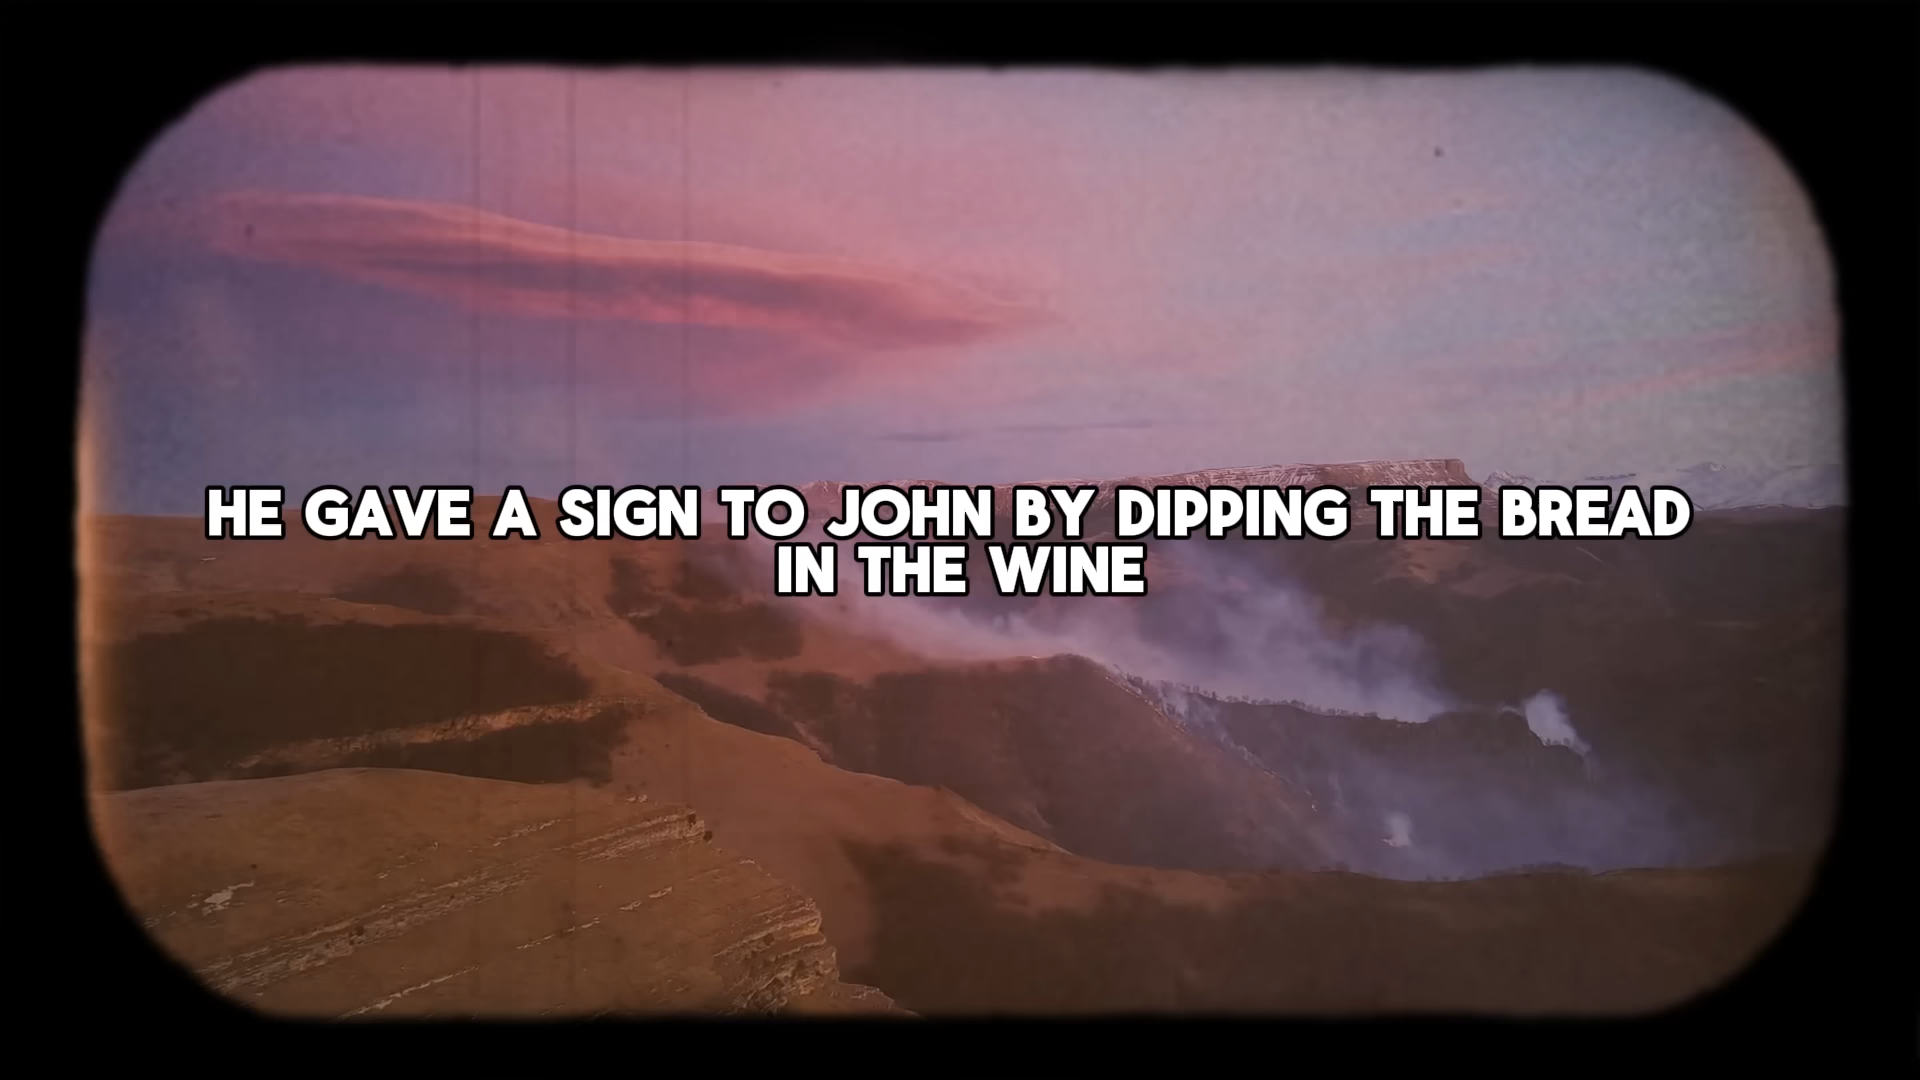 HE GAVE A SIGN TO JOHN BY DIPPING THE BREAD
IN THE WINE